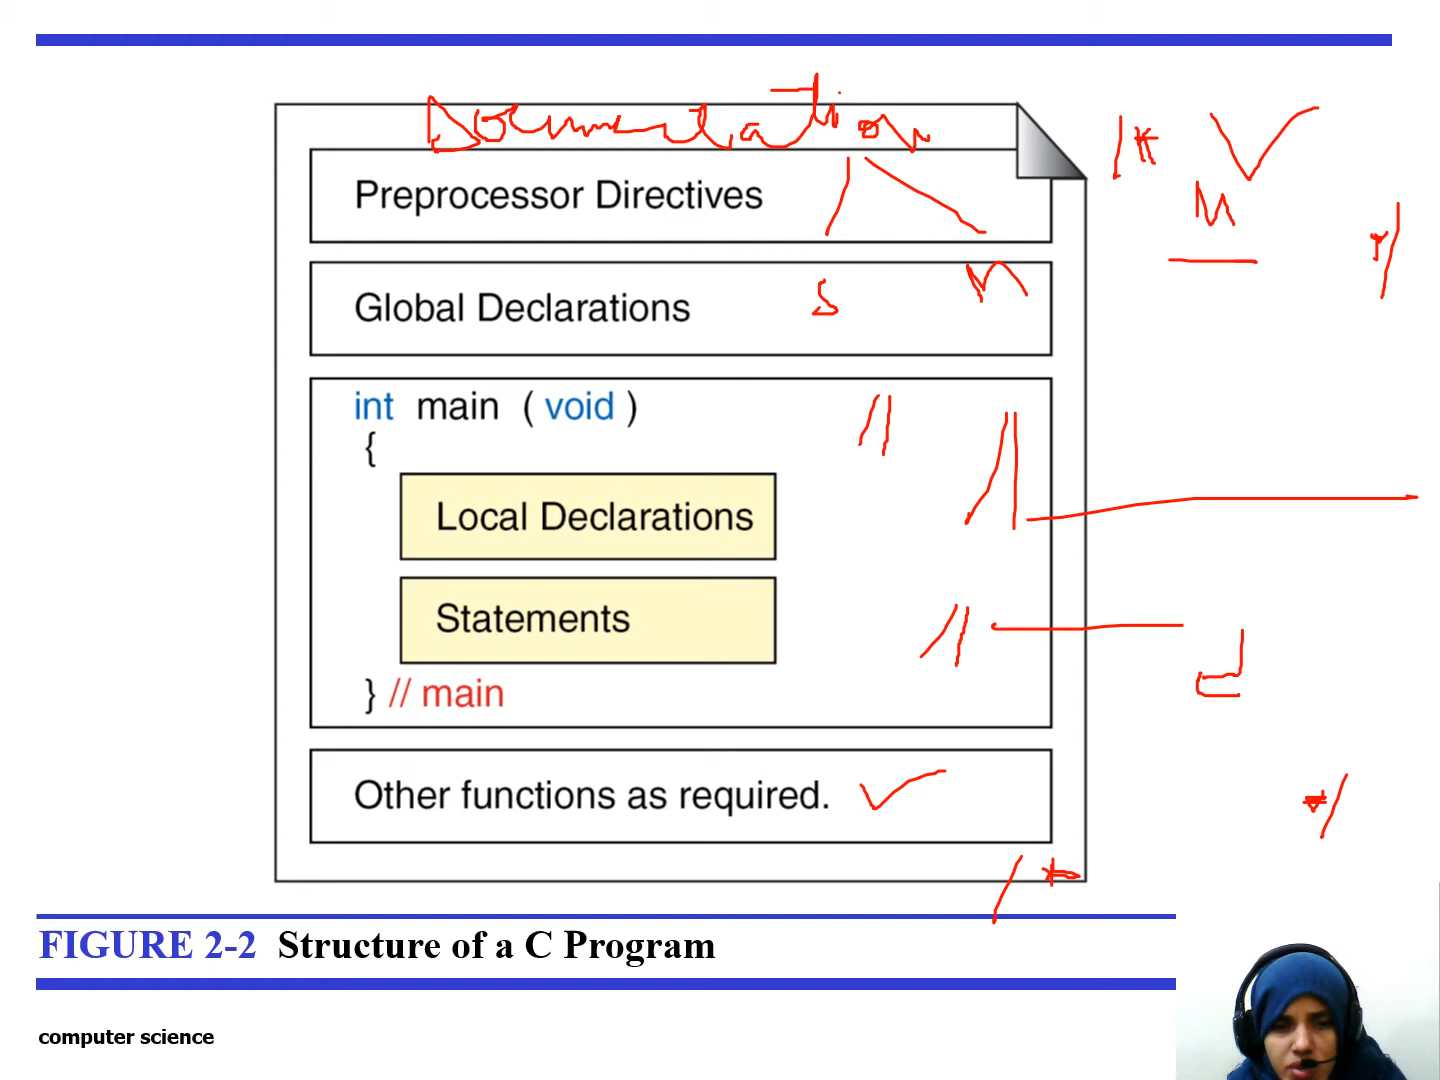 Documentation
/* M */
Preprocessor Directives
S M
Global Declarations
int main ( void )
//
{
//
Local Declarations
Statements
//
} // main
Other functions as required.
/* */
FIGURE 2-2 Structure of a C Program
computer science